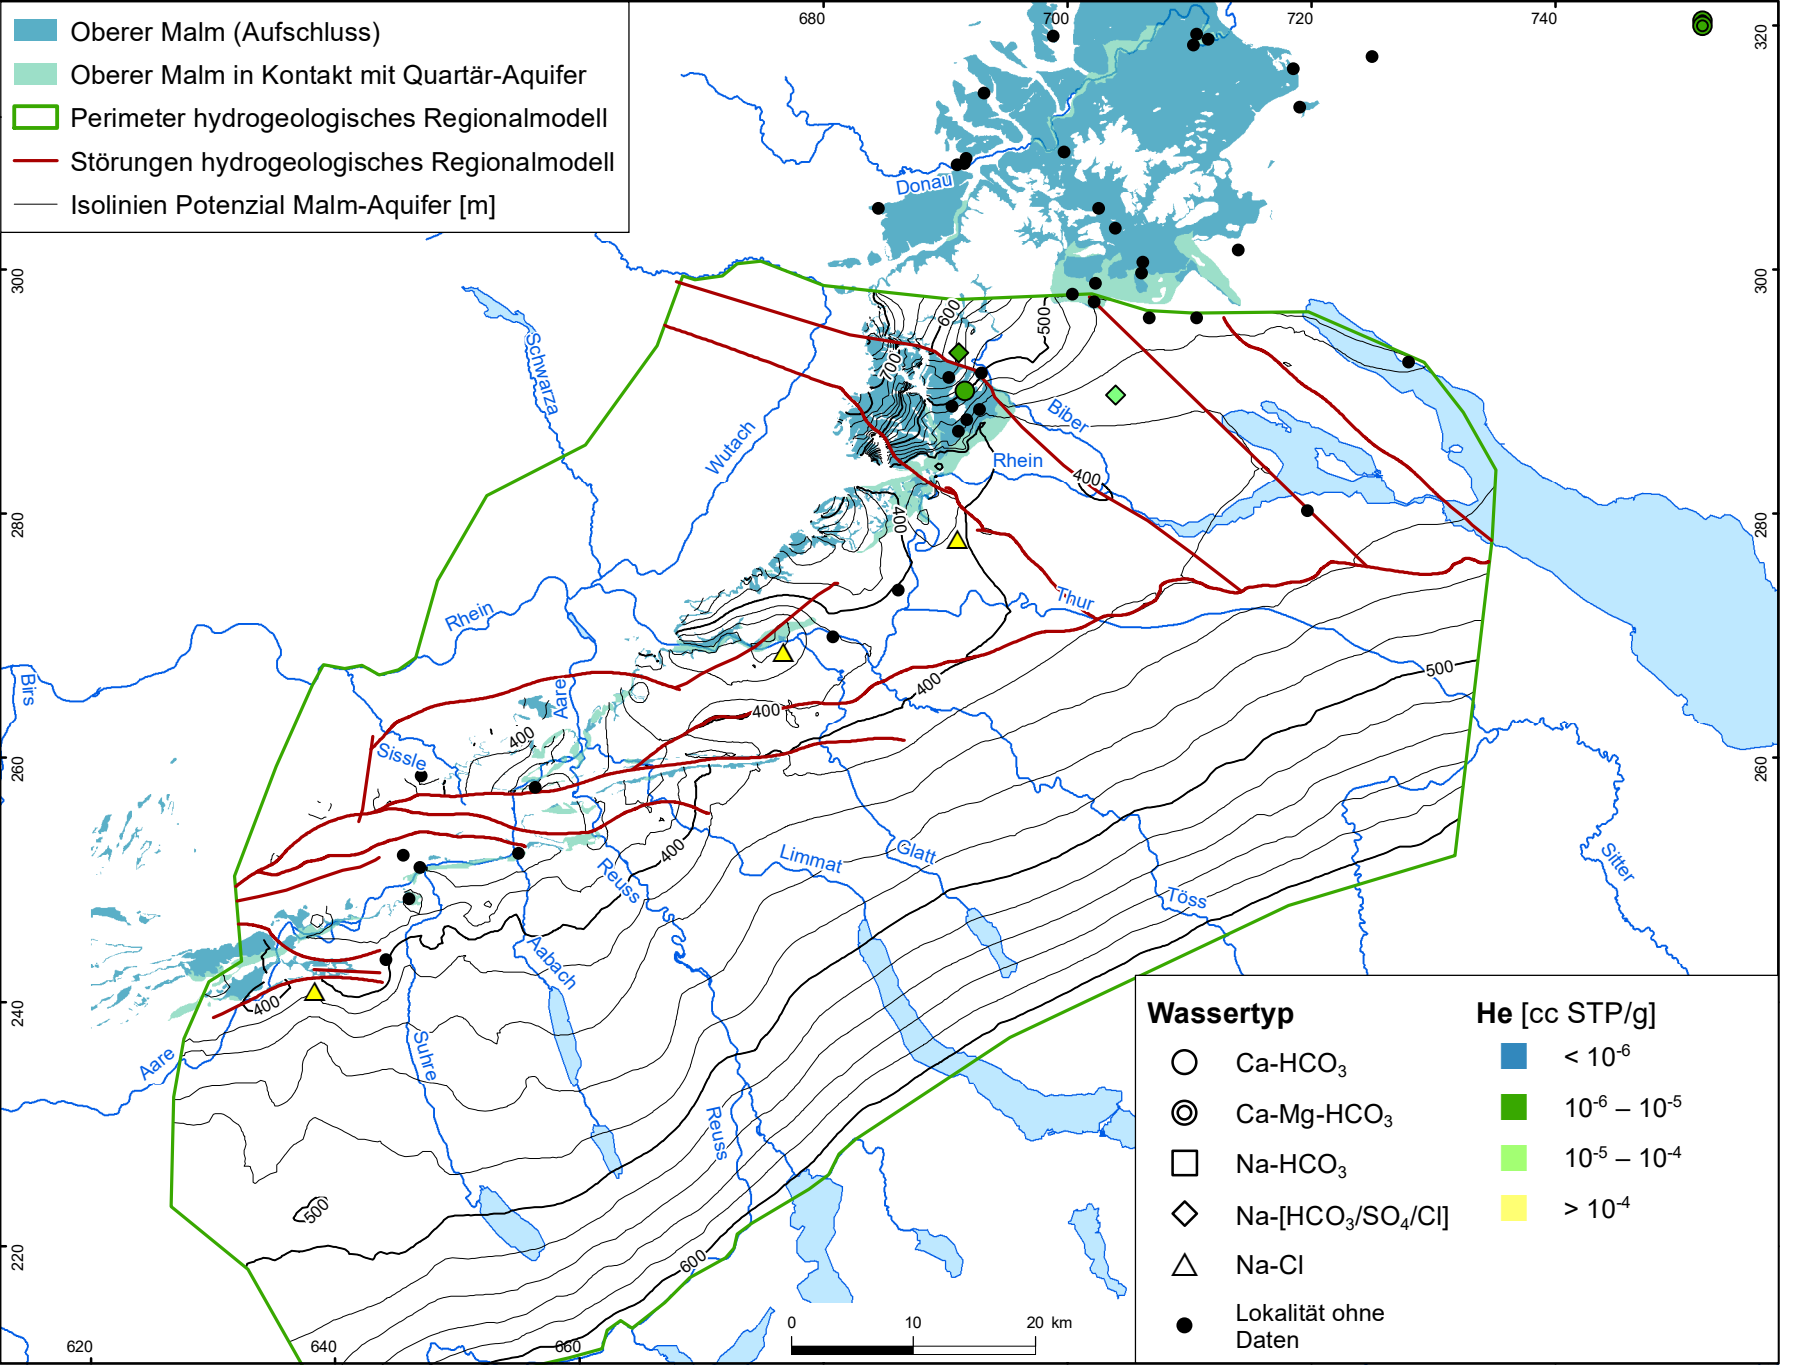 Oberer Malm (Aufschluss)
Oberer Malm in Kontakt mit Quartär-Aquifer
Perimeter hydrogeologisches Regionalmodell
Störungen hydrogeologisches Regionalmodell
Isolinien Potenzial Malm-Aquifer [m]
680
700
720
740
320
300
300
280
280
260
260
240
220
620
640
660
Donau
Schwarza
Wutach
Biber
Rhein
Rhein
Thur
Birs
Aare
Sissle
Aare
Reuss
Limmat
Glatt
Töss
Sitter
Aabach
Suhre
Reuss
600
500
700
400
400
400
400
400
400
400
500
500
600
Wassertyp
Ca-HCO₃
Ca-Mg-HCO₃
Na-HCO₃
Na-[HCO₃/SO₄/Cl]
Na-Cl
Lokalität ohne
Daten
He [cc STP/g]
< 10⁻⁶
10⁻⁶ – 10⁻⁵
10⁻⁵ – 10⁻⁴
> 10⁻⁴
0 10 20 km